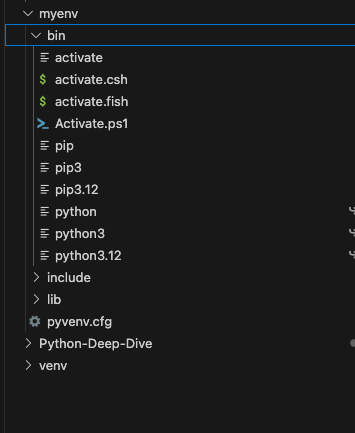 myenv
bin
activate
$ activate.csh
$ activate.fish
Activate.ps1
pip
pip3
pip3.12
python
python3
python3.12
include
lib
pyvenv.cfg
Python-Deep-Dive
venv